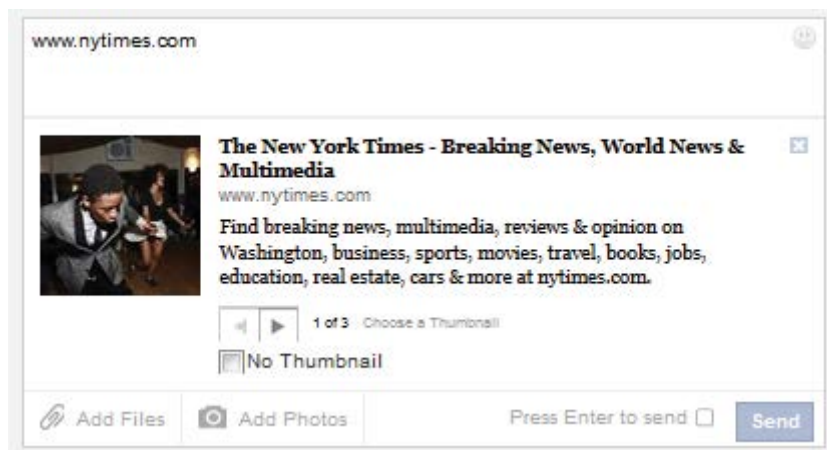 www.nytimes.com
The New York Times - Breaking News, World News &
Multimedia
www.nytimes.com
Find breaking news, multimedia, reviews & opinion on
Washington, business, sports, movies, travel, books, jobs,
education, real estate, cars & more at nytimes.com.
1 of 3 Choose a Thumbnail
No Thumbnail
Add Files Add Photos Press Enter to send Send